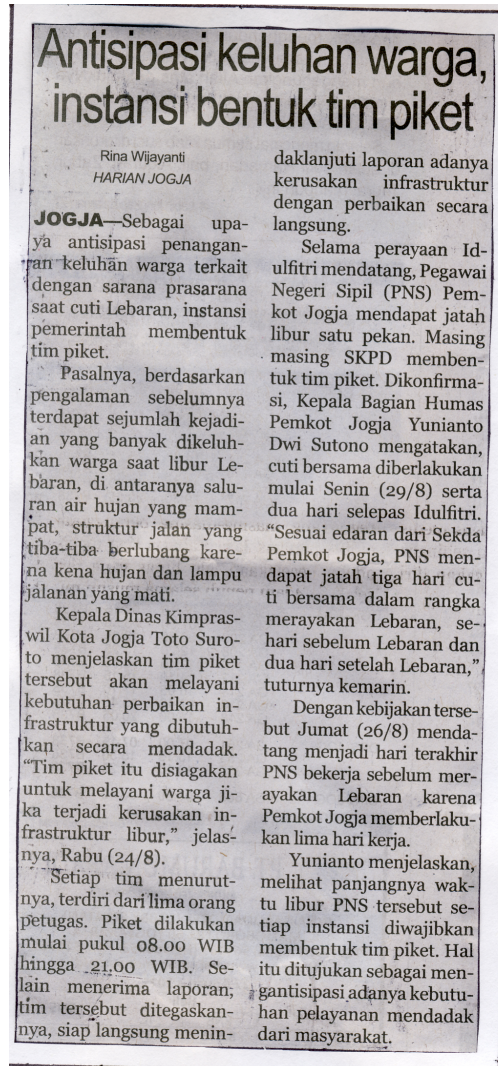 Antisipasi keluhan warga,
instansi bentuk tim piket
Rina Wijayanti
HARIAN JOGJA
JOGJA—Sebagai upa-
ya antisipasi penangan-
an keluhan warga terkait
dengan sarana prasarana
saat cuti Lebaran, instansi
pemerintah membentuk
tim piket.
Pasalnya, berdasarkan
pengalaman sebelumnya
terdapat sejumlah kejadi-
an yang banyak dikeluh-
kan warga saat libur Le-
baran, di antaranya salu-
ran air hujan yang mam-
pat, struktur jalan yang
tiba-tiba berlubang kare-
na kena hujan dan lampu
jalanan yang mati.
Kepala Dinas Kimpras-
wil Kota Jogja Toto Suro-
to menjelaskan tim piket
tersebut akan melayani
kebutuhan perbaikan in-
frastruktur yang dibutuh-
kan secara mendadak.
“Tim piket itu disiagakan
untuk melayani warga ji-
ka terjadi kerusakan in-
frastruktur libur,” jelas-
nya, Rabu (24/8).
Setiap tim menurut-
nya, terdiri dari lima orang
petugas. Piket dilakukan
mulai pukul 08.00 WIB
hingga 21.00 WIB. Se-
lain menerima laporan,
tim tersebut ditegaskan-
nya, siap langsung menin-
daklanjuti laporan adanya
kerusakan infrastruktur
dengan perbaikan secara
langsung.
Selama perayaan Id-
ulfitri mendatang, Pegawai
Negeri Sipil (PNS) Pem-
kot Jogja mendapat jatah
libur satu pekan. Masing
masing SKPD memben-
tuk tim piket. Dikonfirma-
si, Kepala Bagian Humas
Pemkot Jogja Yunianto
Dwi Sutono mengatakan,
cuti bersama diberlakukan
mulai Senin (29/8) serta
dua hari selepas Idulfitri.
“Sesuai edaran dari Sekda
Pemkot Jogja, PNS men-
dapat jatah tiga hari cu-
ti bersama dalam rangka
merayakan Lebaran, se-
hari sebelum Lebaran dan
dua hari setelah Lebaran,”
tuturnya kemarin.
Dengan kebijakan terse-
but Jumat (26/8) menda-
tang menjadi hari terakhir
PNS bekerja sebelum mer-
ayakan Lebaran karena
Pemkot Jogja memberlaku-
kan lima hari kerja.
Yunianto menjelaskan,
melihat panjangnya wak-
tu libur PNS tersebut se-
tiap instansi diwajibkan
membentuk tim piket. Hal
itu ditujukan sebagai men-
gantisipasi adanya kebutu-
han pelayanan mendadak
dari masyarakat.